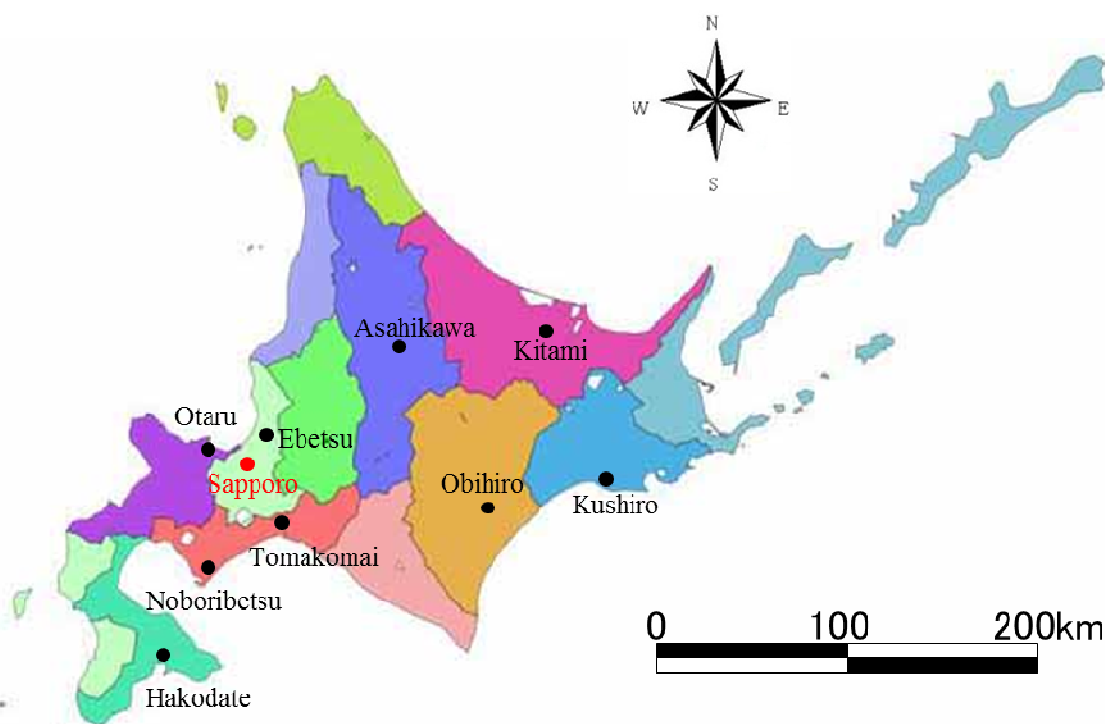 N
W E
S
Asahikawa
Kitami
Otaru
Ebetsu
Sapporo
Obihiro
Kushiro
Tomakomai
Noboribetsu
Hakodate
0 100 200km